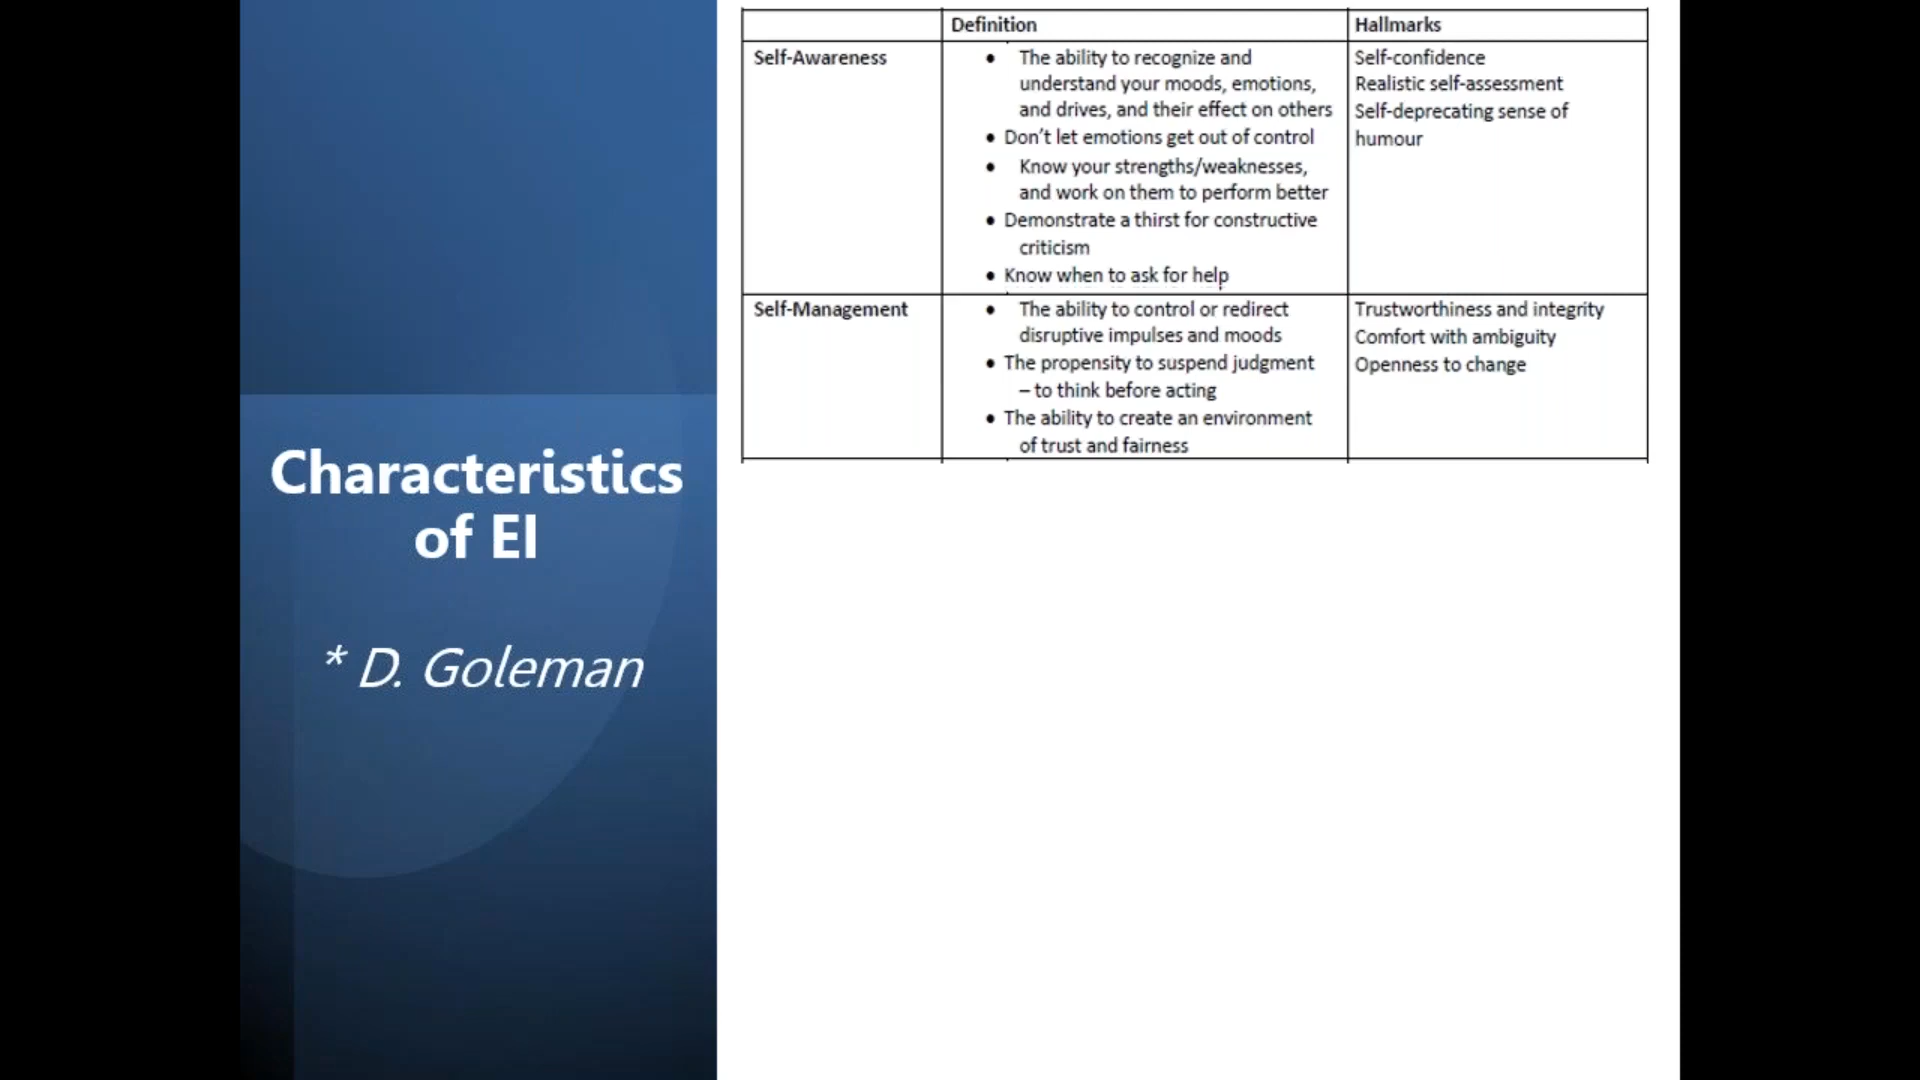 Characteristics
of EI
* D. Goleman
Definition
Hallmarks
Self-Awareness
• The ability to recognize and
understand your moods, emotions,
and drives, and their effect on others
• Don’t let emotions get out of control
• Know your strengths/weaknesses,
and work on them to perform better
• Demonstrate a thirst for constructive
criticism
• Know when to ask for help
Self-confidence
Realistic self-assessment
Self-deprecating sense of
humour
Self-Management
• The ability to control or redirect
disruptive impulses and moods
• The propensity to suspend judgment
– to think before acting
• The ability to create an environment
of trust and fairness
Trustworthiness and integrity
Comfort with ambiguity
Openness to change